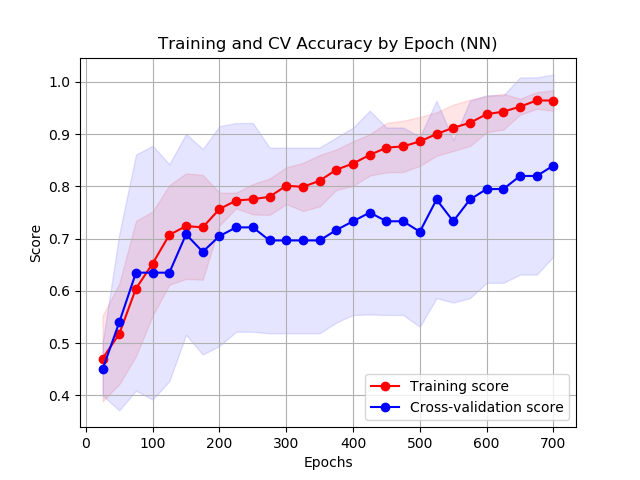 Training and CV Accuracy by Epoch (NN)
1.0
0.9
0.8
0.7
0.6
0.5
0.4
Score
Training score
Cross-validation score
0 100 200 300 400 500 600 700
Epochs